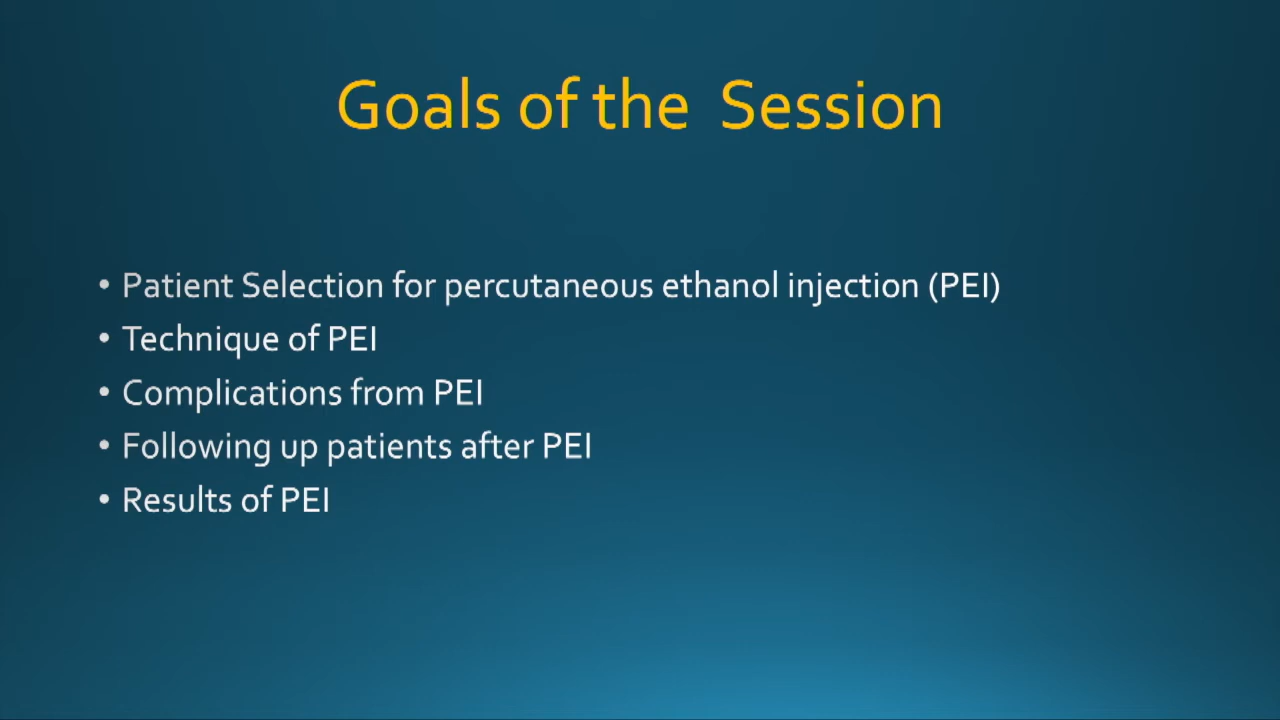 Goals of the Session
• Patient Selection for percutaneous ethanol injection (PEI)
• Technique of PEI
• Complications from PEI
• Following up patients after PEI
• Results of PEI